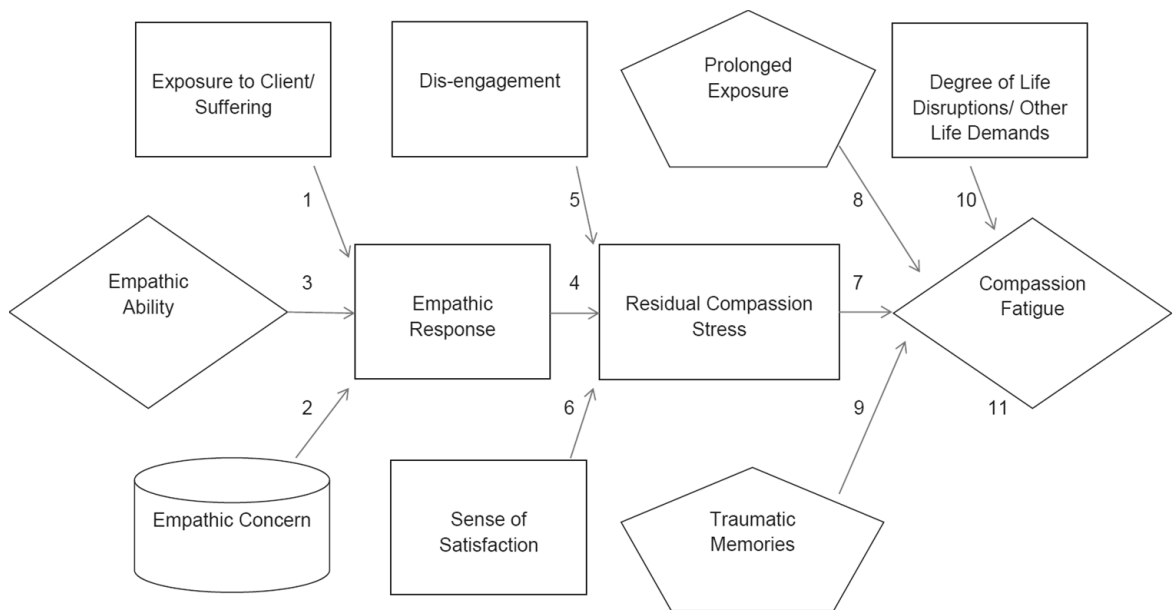 Exposure to Client/
Suffering
Dis-engagement
Prolonged
Exposure
Degree of Life
Disruptions/ Other
Life Demands
1
5
8
10
Empathic
Ability
3
Empathic
Response
4
Residual Compassion
Stress
7
Compassion
Fatigue
2
6
9
11
Empathic Concern
Sense of
Satisfaction
Traumatic
Memories